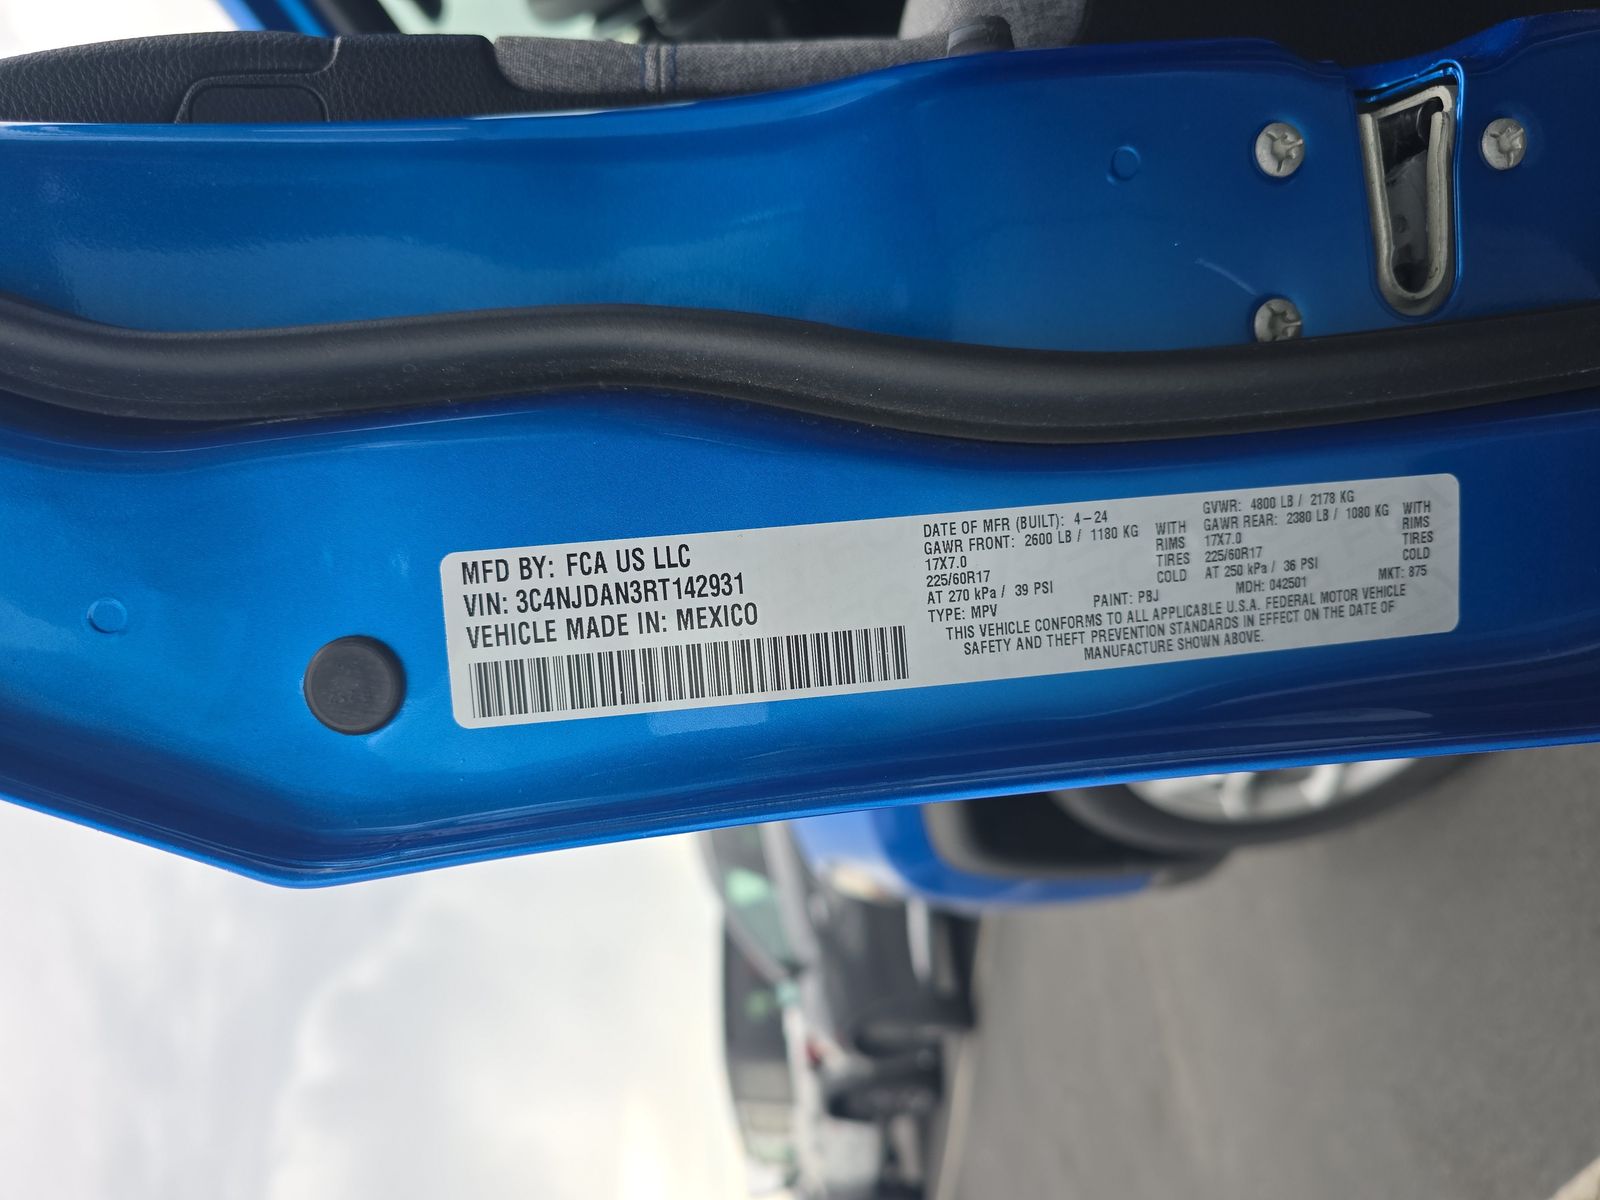 MFD BY: FCA US LLC
VIN: 3C4NJDAN3RT142931
VEHICLE MADE IN: MEXICO
DATE OF MFR (BUILT): 4-24
GAWR FRONT: 2600 LB / 1180 KG WITH
17X7.0 RIMS
225/60R17 TIRES
AT 270 kPa / 39 PSI COLD
TYPE: MPV
GVWR: 4800 LB / 2178 KG
GAWR REAR: 2380 LB / 1080 KG WITH
17X7.0 RIMS
225/60R17 TIRES
AT 250 kPa / 36 PSI COLD
PAINT: PBJ MDH: 042501 MKT: 875
THIS VEHICLE CONFORMS TO ALL APPLICABLE U.S.A. FEDERAL MOTOR VEHICLE
SAFETY AND THEFT PREVENTION STANDARDS IN EFFECT ON THE DATE OF
MANUFACTURE SHOWN ABOVE.